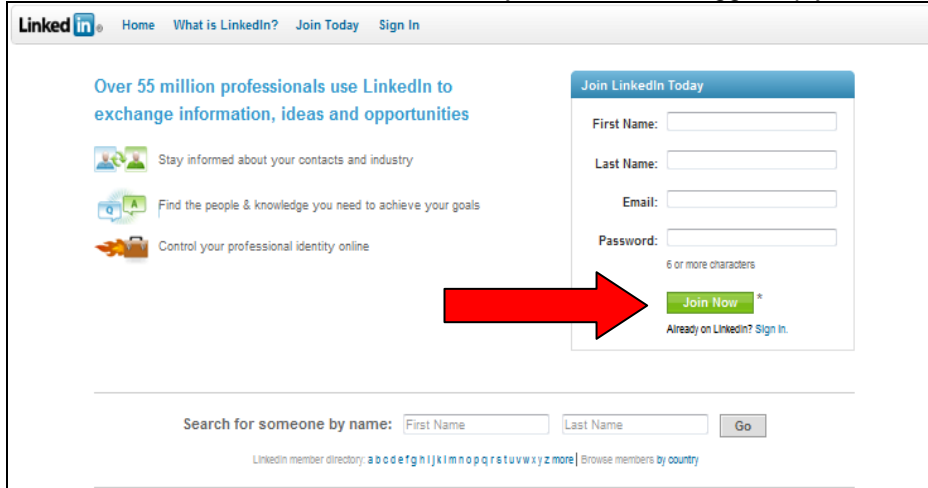 Linked in ® Home What is LinkedIn? Join Today Sign In
Over 55 million professionals use LinkedIn to
exchange information, ideas and opportunities
Stay informed about your contacts and industry
Q A Find the people & knowledge you need to achieve your goals
Control your professional identity online
Join LinkedIn Today
First Name:
Last Name:
Email:
Password:
6 or more characters
Join Now *
Already on LinkedIn? Sign In.
Search for someone by name: First Name Last Name Go
LinkedIn member directory: a b c d e f g h i j k l m n o p q r s t u v w x y z more | Browse members by country